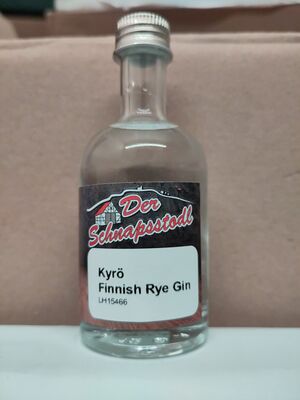 Der
Schnapsstodl
Kyrö
Finnish Rye Gin
LH15466